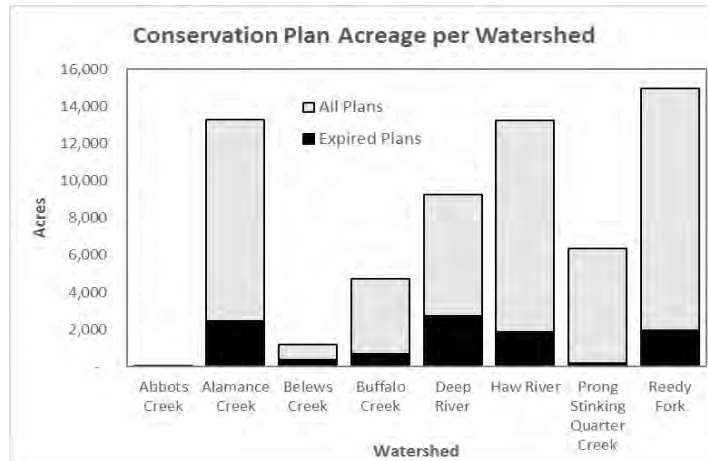 Conservation Plan Acreage per Watershed
16,000
14,000
12,000
10,000
8,000
6,000
4,000
2,000
-
Acres
All Plans
Expired Plans
Abbots
Creek
Alamance
Creek
Belews
Creek
Buffalo
Creek
Deep
River
Haw River
Prong
Stinking
Quarter
Creek
Reedy
Fork
Watershed